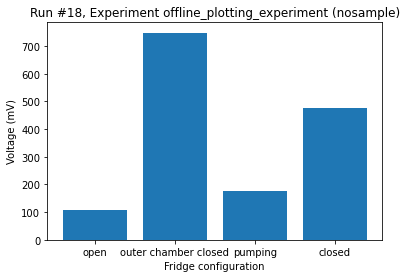 Run #18, Experiment offline_plotting_experiment (nosample)
Voltage (mV)
700
600
500
400
300
200
100
0
open outer chamber closed pumping closed
Fridge configuration